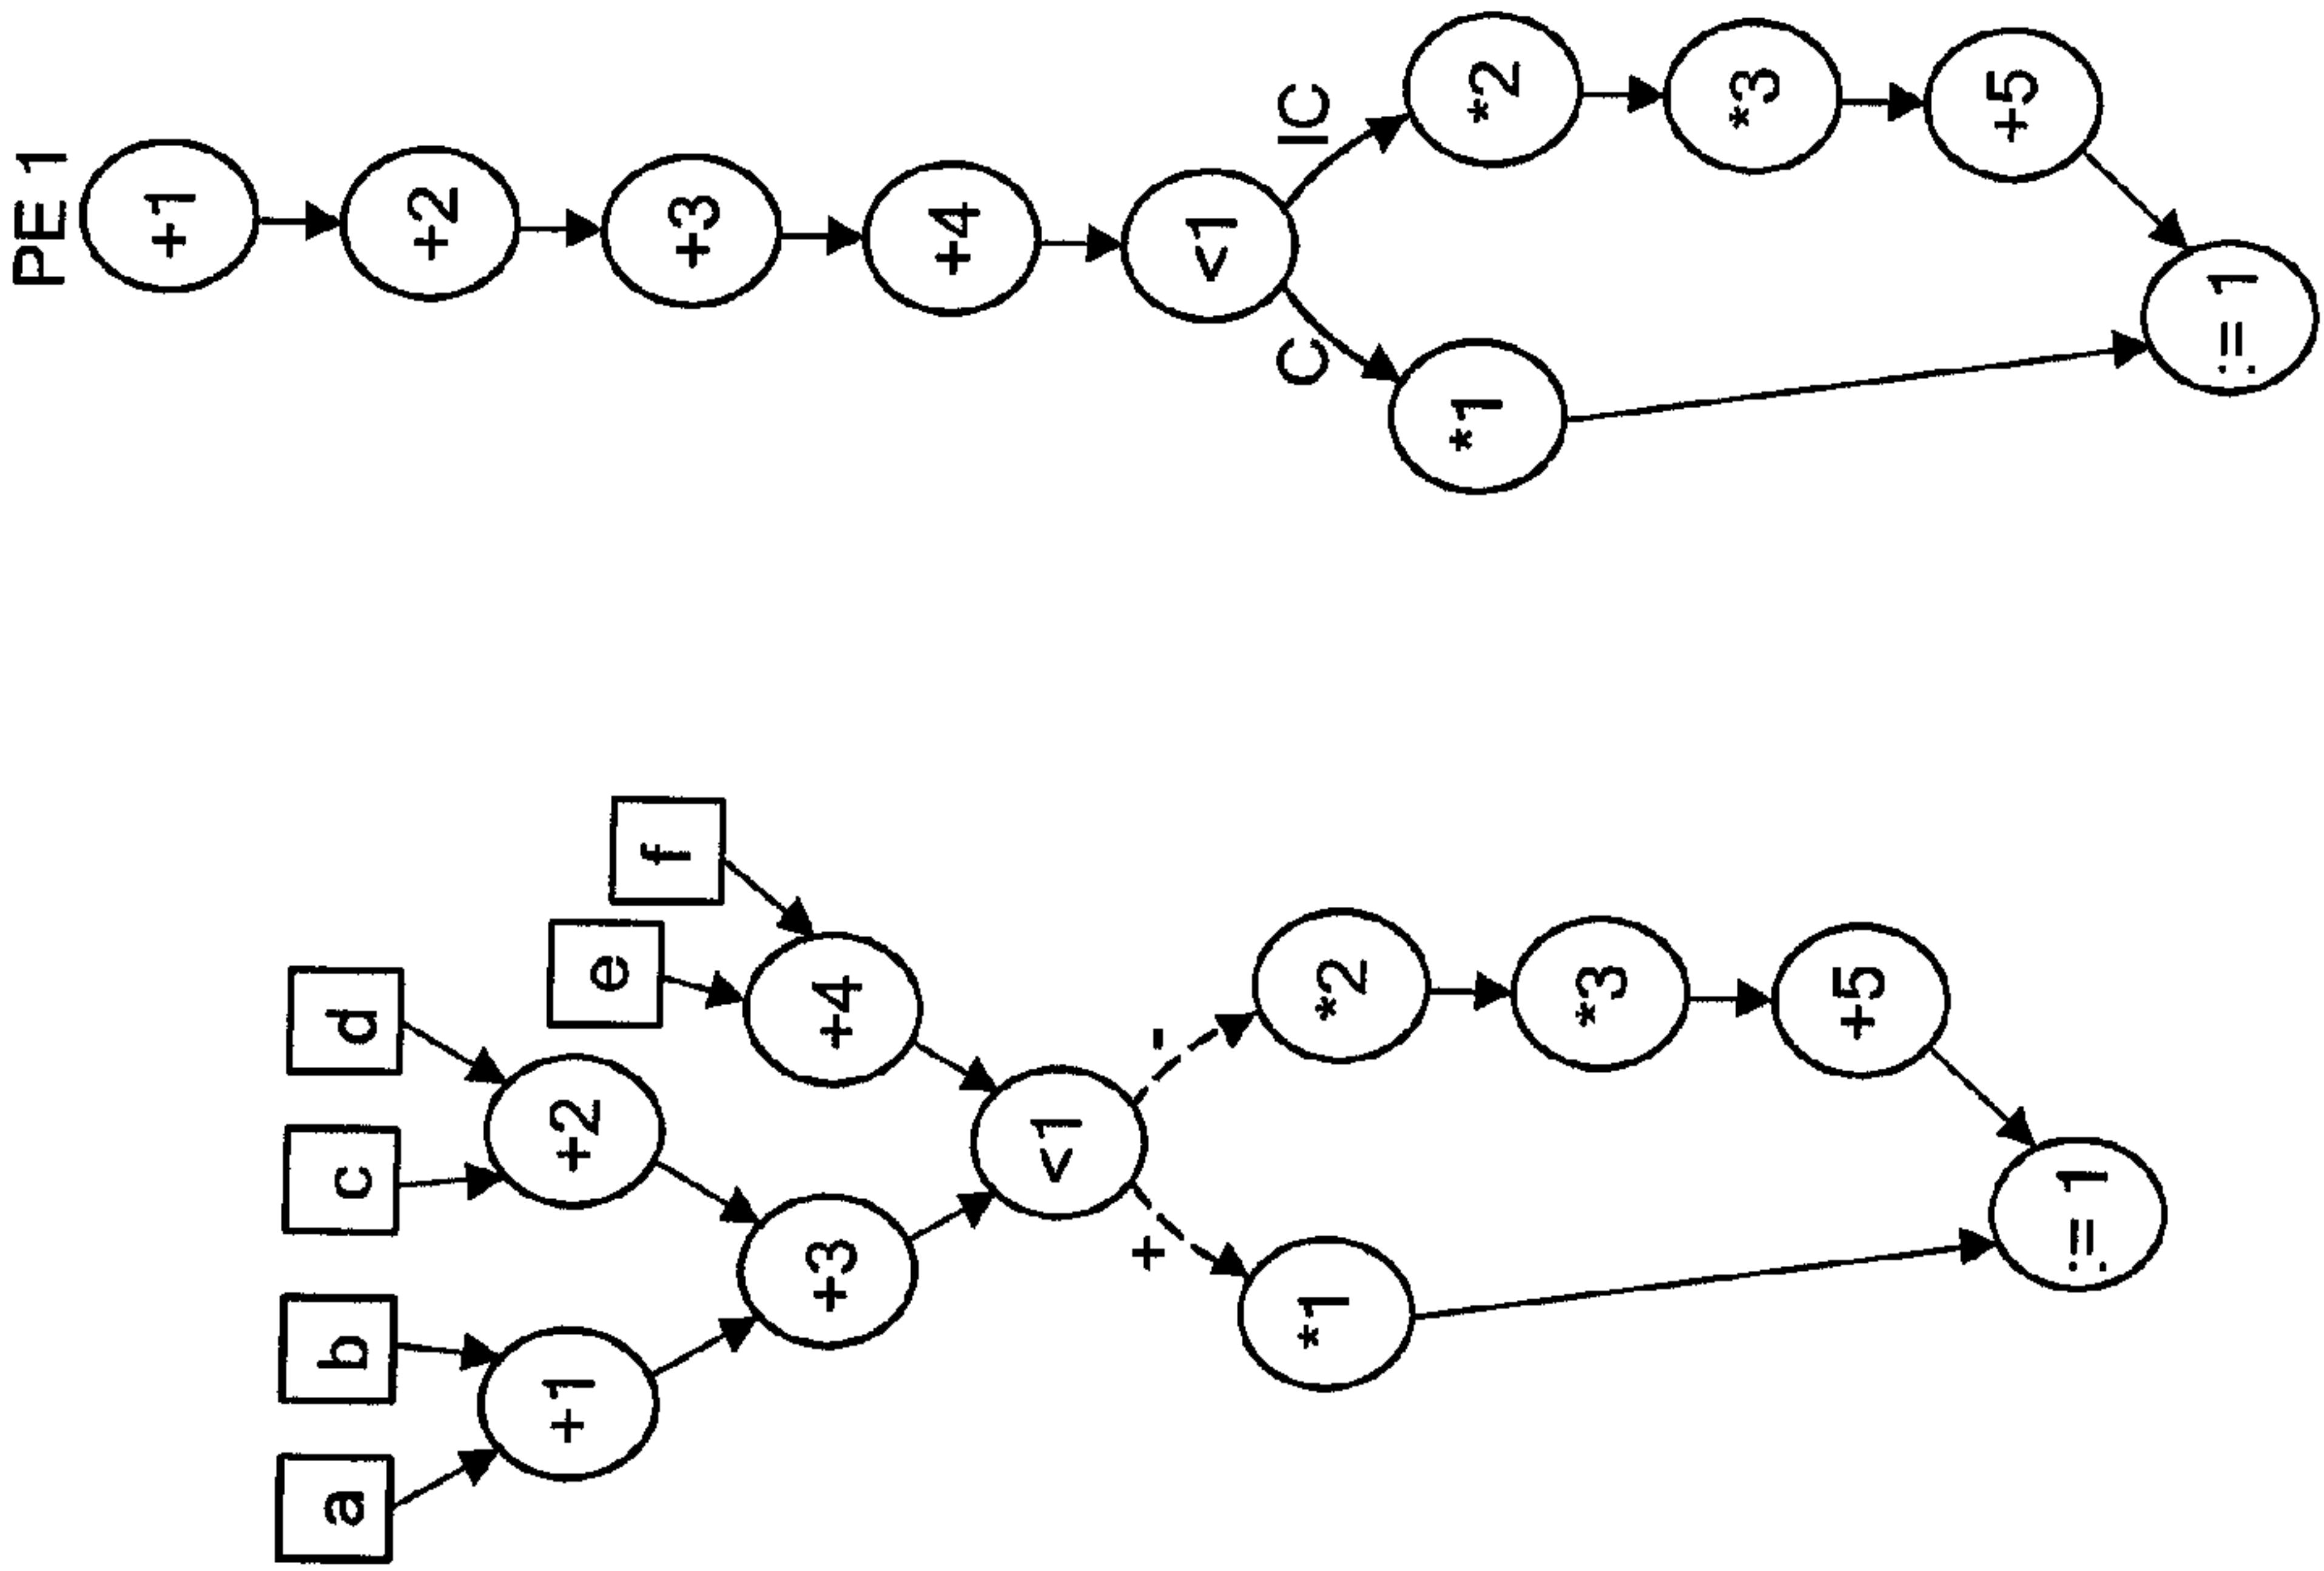 a
b
c
d
+1
+2
e
f
+3
+4
<1
+
-
*1
*2
*3
+5
:=1
PE 1
+1
+2
+3
+4
<1
C
IC
*1
*2
*3
+5
:=1